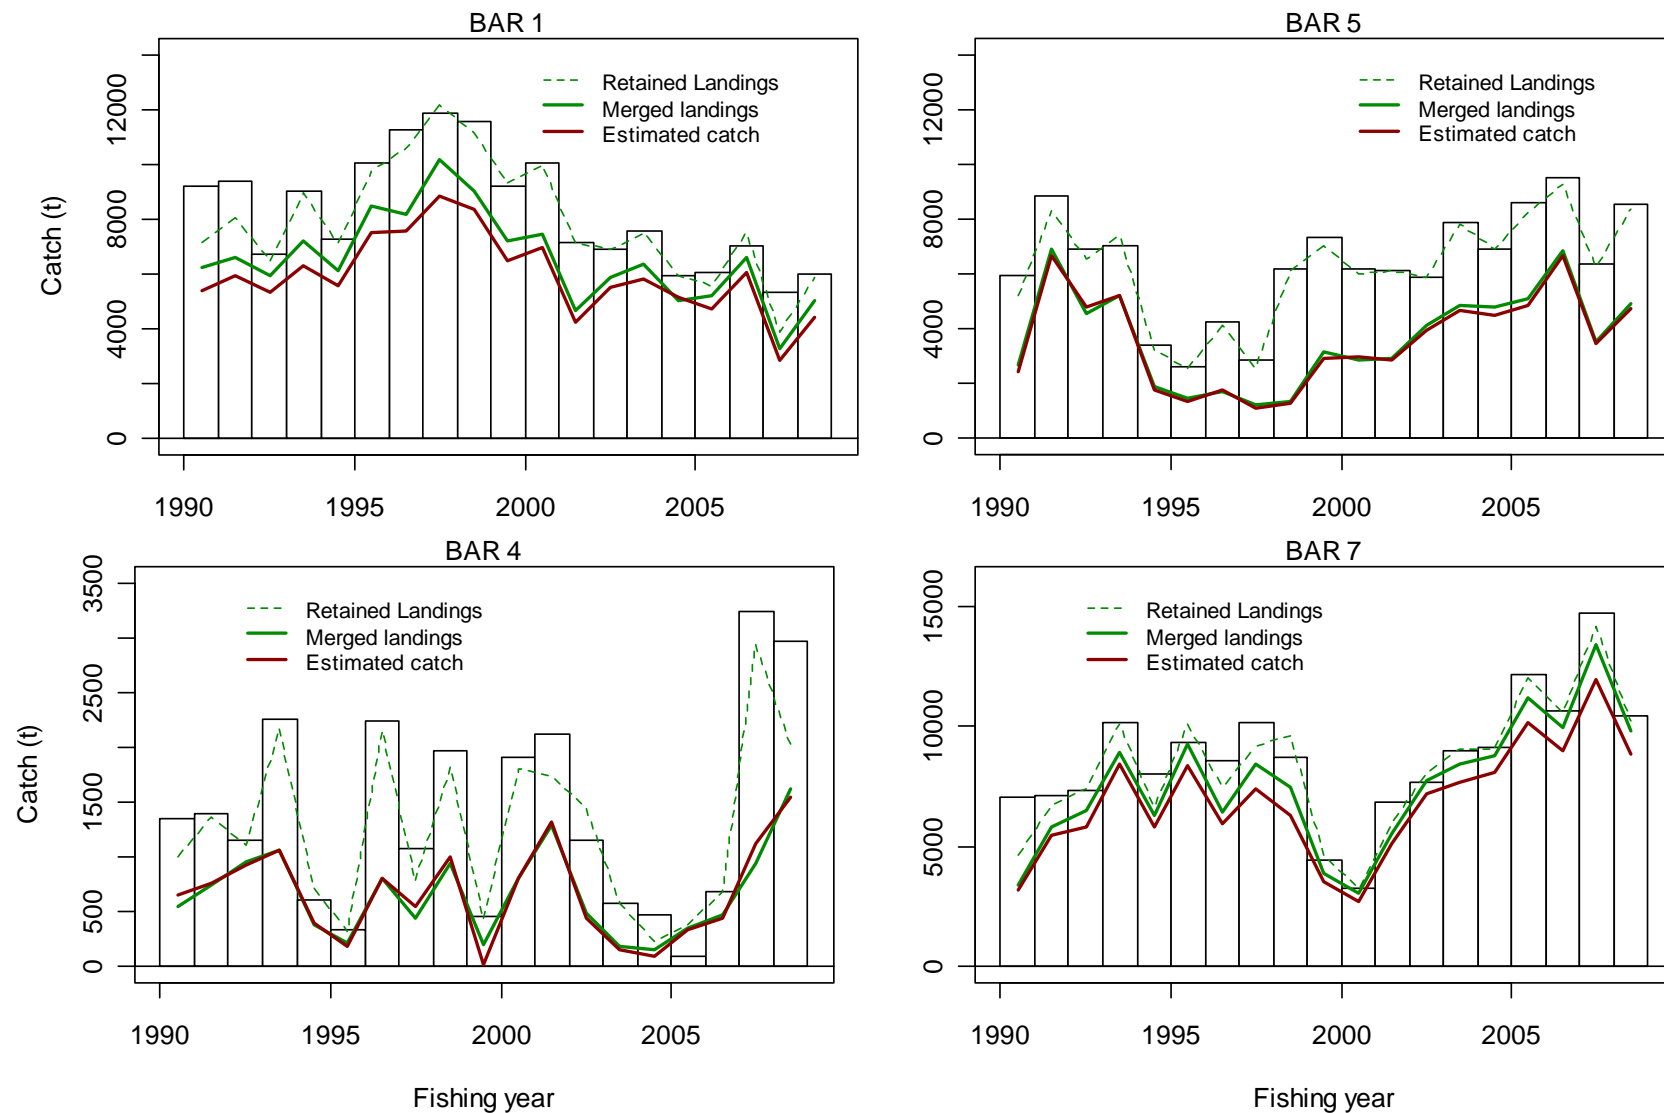 BAR 1
Catch (t)
12000
8000
4000
0
Retained Landings
Merged landings
Estimated catch
1990 1995 2000 2005
BAR 5
12000
8000
4000
0
Retained Landings
Merged landings
Estimated catch
1990 1995 2000 2005
BAR 4
Catch (t)
3500
2500
1500
500
0
Retained Landings
Merged landings
Estimated catch
1990 1995 2000 2005
Fishing year
BAR 7
15000
10000
5000
0
Retained Landings
Merged landings
Estimated catch
1990 1995 2000 2005
Fishing year